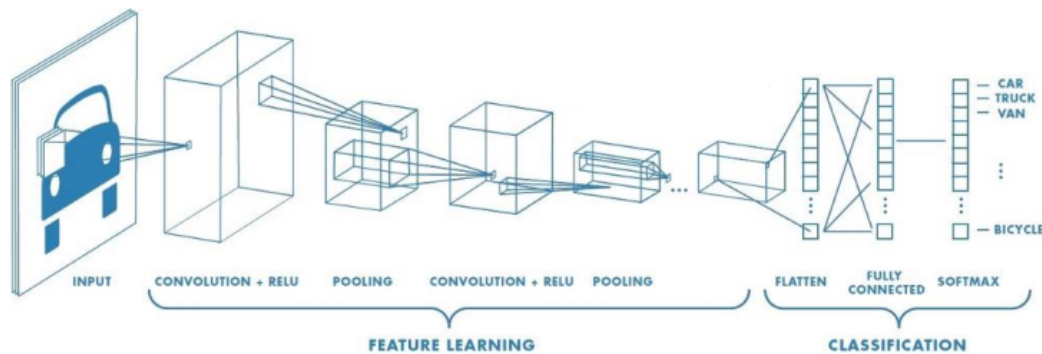 CAR
TRUCK
VAN
BICYCLE
INPUT
CONVOLUTION + RELU
POOLING
CONVOLUTION + RELU
POOLING
FLATTEN
FULLY
CONNECTED
SOFTMAX
FEATURE LEARNING
CLASSIFICATION